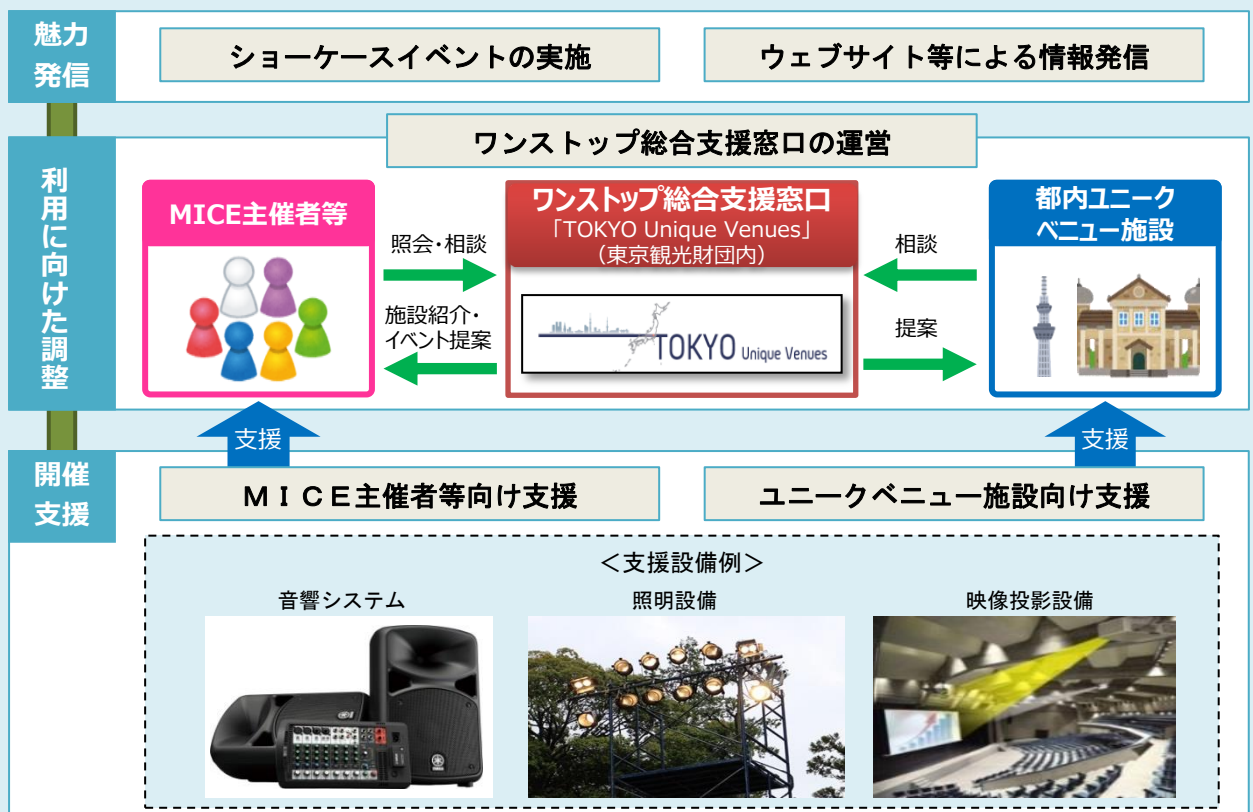 魅力
発信
ショーケースイベントの実施
ウェブサイト等による情報発信
利用に向けた調整
ワンストップ総合支援窓口の運営
MICE主催者等
照会・相談
施設紹介・
イベント提案
ワンストップ総合支援窓口
「TOKYO Unique Venues」
（東京観光財団内）
TOKYO Unique Venues
相談
提案
都内ユニーク
ベニュー施設
支援
支援
開催
支援
ＭＩＣＥ主催者等向け支援
ユニークベニュー施設向け支援
＜支援設備例＞
音響システム
照明設備
映像投影設備